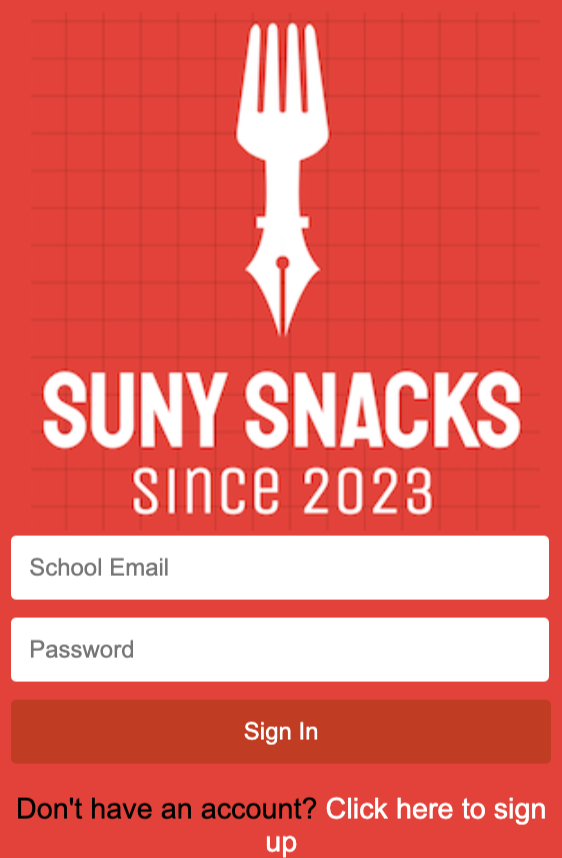 SUNY SNACKS
since 2023
School Email
Password
Sign In
Don't have an account? Click here to sign
up